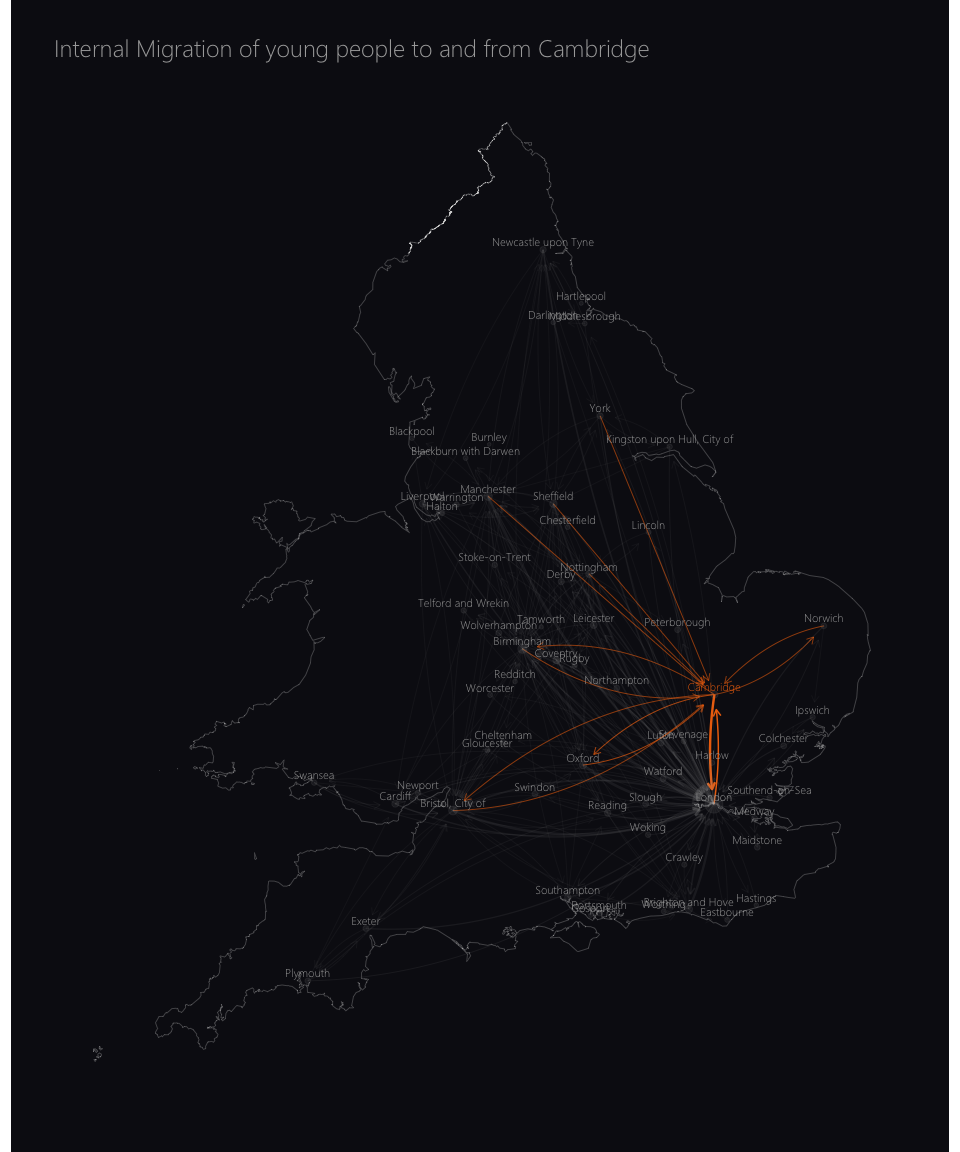 Internal Migration of young people to and from Cambridge
Newcastle upon Tyne
Hartlepool
Darlington
Middlesbrough
York
Blackpool
Burnley
Kingston upon Hull, City of
Blackburn with Darwen
Manchester
Liverpool
Warrington
Halton
Sheffield
Chesterfield
Lincoln
Stoke-on-Trent
Nottingham
Derby
Telford and Wrekin
Tamworth
Leicester
Wolverhampton
Peterborough
Norwich
Birmingham
Coventry
Rugby
Redditch
Northampton
Worcester
Cambridge
Ipswich
Cheltenham
Gloucester
Luton
Stevenage
Colchester
Oxford
Harlow
Watford
Swansea
Newport
Swindon
Cardiff
Bristol, City of
Slough
London
Southend-on-Sea
Reading
Medway
Woking
Maidstone
Crawley
Southampton
Portsmouth
Gosport
Worthing
Brighton and Hove
Hastings
Eastbourne
Exeter
Plymouth